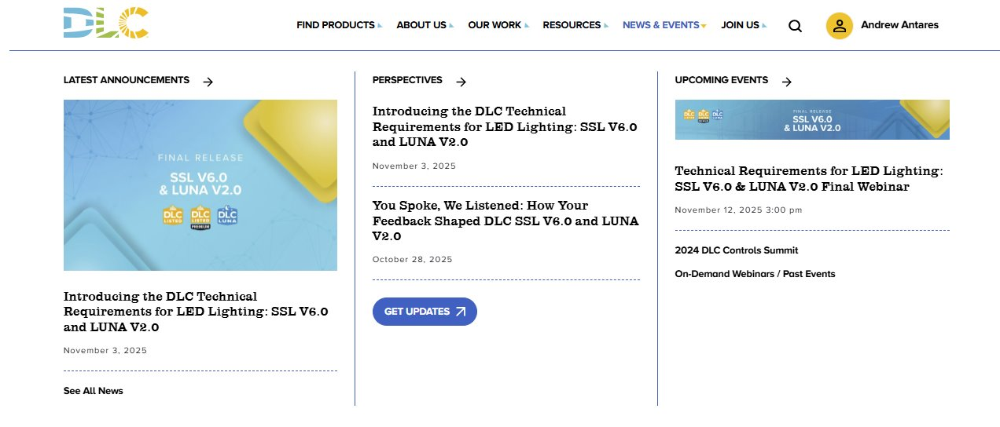 DLC
FIND PRODUCTS
ABOUT US
OUR WORK
RESOURCES
NEWS & EVENTS
JOIN US
Andrew Antares
LATEST ANNOUNCEMENTS
FINAL RELEASE
SSL V6.0
& LUNA V2.0
DLC
LISTED
DLC
LISTED
PREMIUM
DLC
LUNA
Introducing the DLC Technical
Requirements for LED Lighting: SSL V6.0
and LUNA V2.0
November 3, 2025
See All News
PERSPECTIVES
Introducing the DLC Technical
Requirements for LED Lighting: SSL V6.0
and LUNA V2.0
November 3, 2025
You Spoke, We Listened: How Your
Feedback Shaped DLC SSL V6.0 and LUNA
V2.0
October 28, 2025
GET UPDATES
UPCOMING EVENTS
DLC
LISTED
DLC
LISTED
PREMIUM
DLC
LUNA
FINAL RELEASE
SSL V6.0
& LUNA V2.0
Technical Requirements for LED Lighting:
SSL V6.0 & LUNA V2.0 Final Webinar
November 12, 2025 3:00 pm
2024 DLC Controls Summit
On-Demand Webinars / Past Events